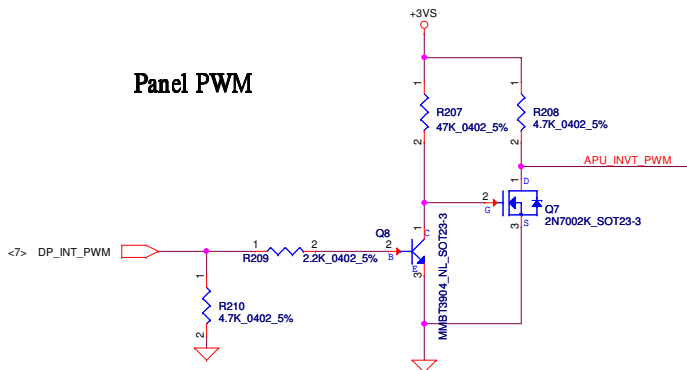 +3VS
Panel PWM
1
1
R207
47K_0402_5%
2
R208
4.7K_0402_5%
2
APU_INVT_PWM
1
D
2
G
Q7
2N7002K_SOT23-3
3
S
Q8
1
C
2
B
E
3
MMBT3904_NL_SOT23-3
<7> DP_INT_PWM
1
2
R209
2.2K_0402_5%
1
R210
4.7K_0402_5%
2